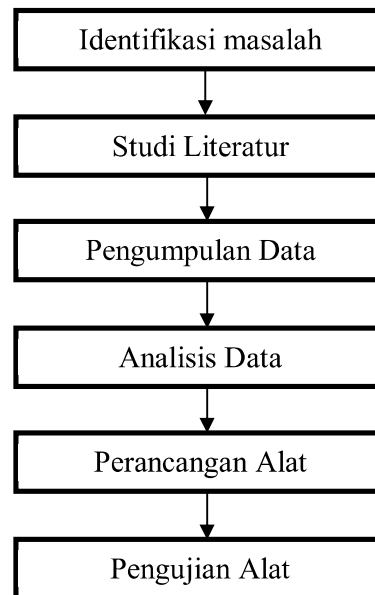 Identifikasi masalah
Studi Literatur
Pengumpulan Data
Analisis Data
Perancangan Alat
Pengujian Alat